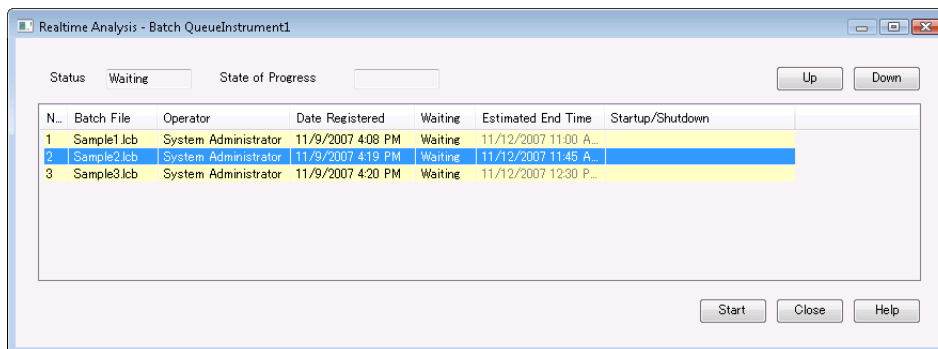 Realtime Analysis - Batch QueueInstrument1
Status Waiting State of Progress Up Down
N... Batch File Operator Date Registered Waiting Estimated End Time Startup/Shutdown
1 Sample1.lcb System Administrator 11/9/2007 4:08 PM Waiting 11/12/2007 11:00 A...
2 Sample2.lcb System Administrator 11/9/2007 4:19 PM Waiting 11/12/2007 11:45 A...
3 Sample3.lcb System Administrator 11/9/2007 4:20 PM Waiting 11/12/2007 12:30 P...
Start Close Help